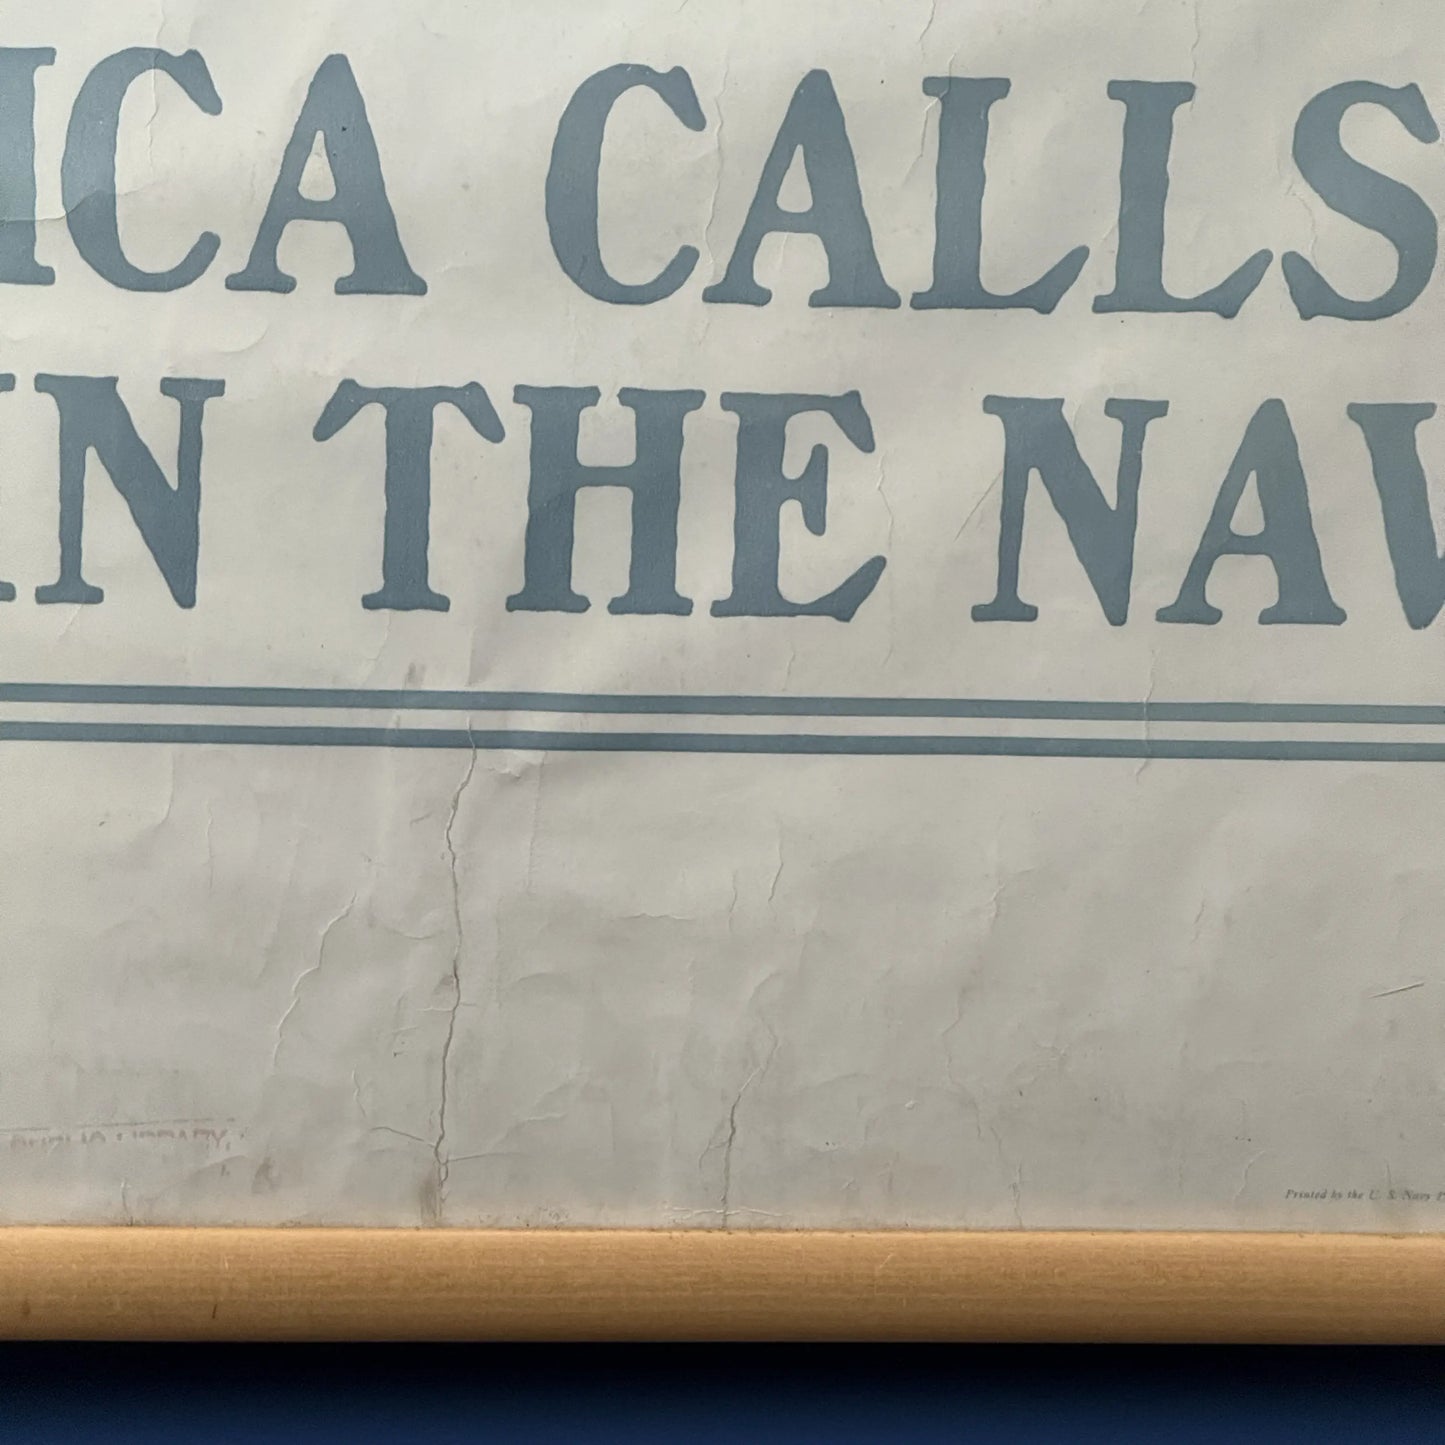 ICA CALLS
IN THE NAV
Printed by the U. S. Navy P